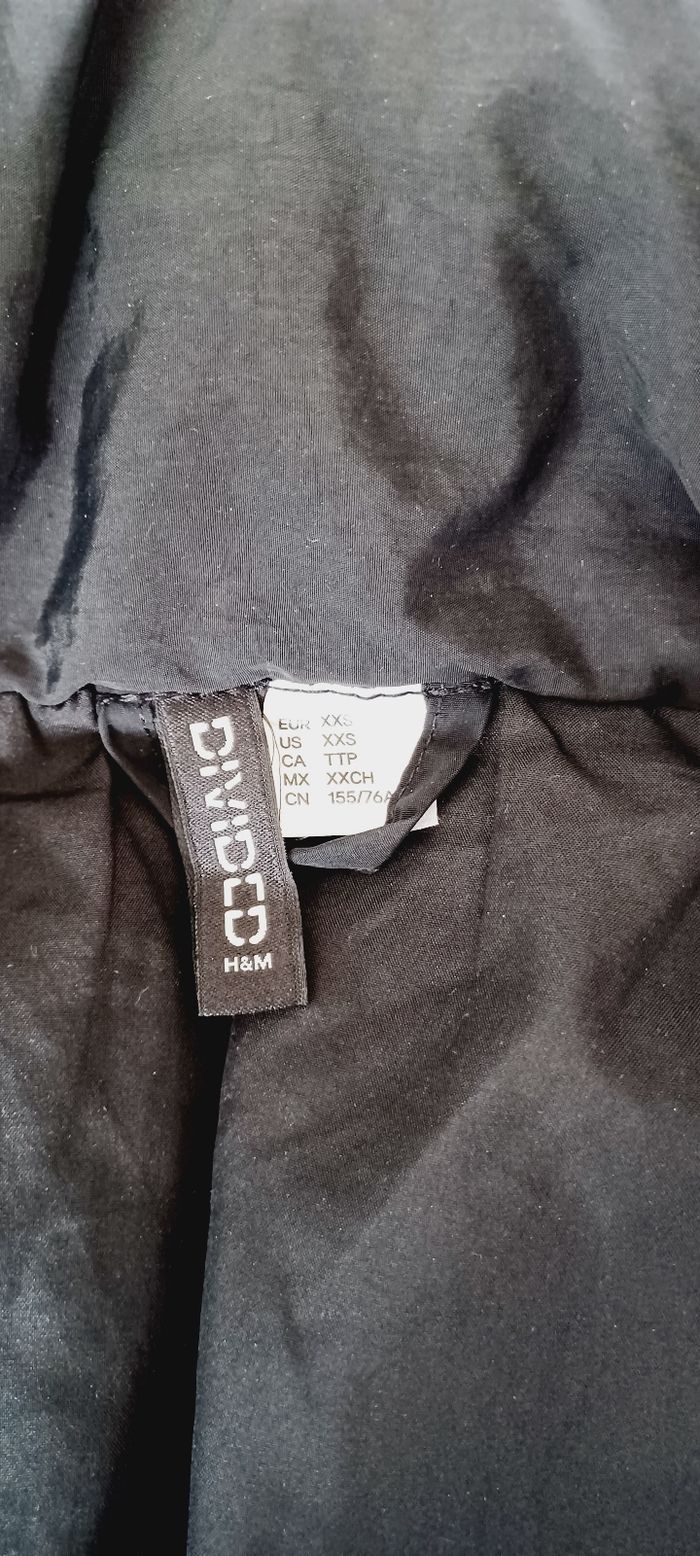 DIVIDED
H&M
EUR XXS
US XXS
CA TTP
MX XXCH
CN 155/76A